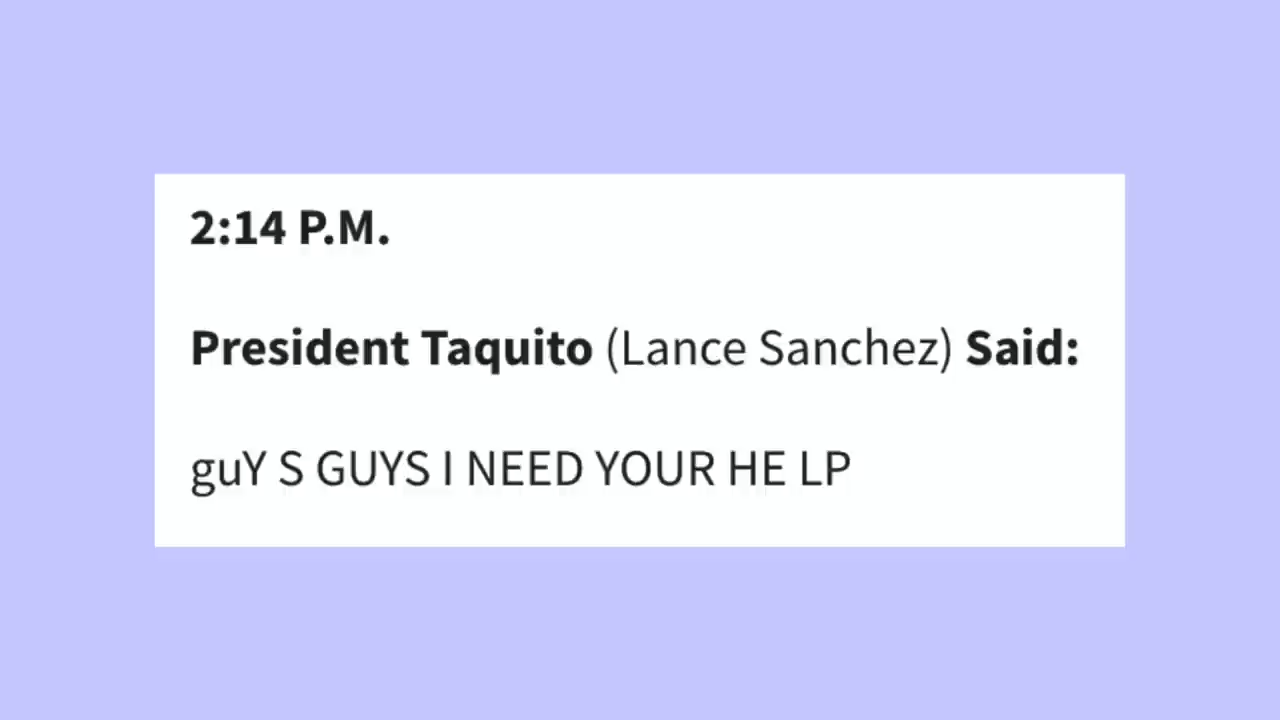 2:14 P.M.
President Taquito (Lance Sanchez) Said:
guY S GUYS I NEED YOUR HE LP